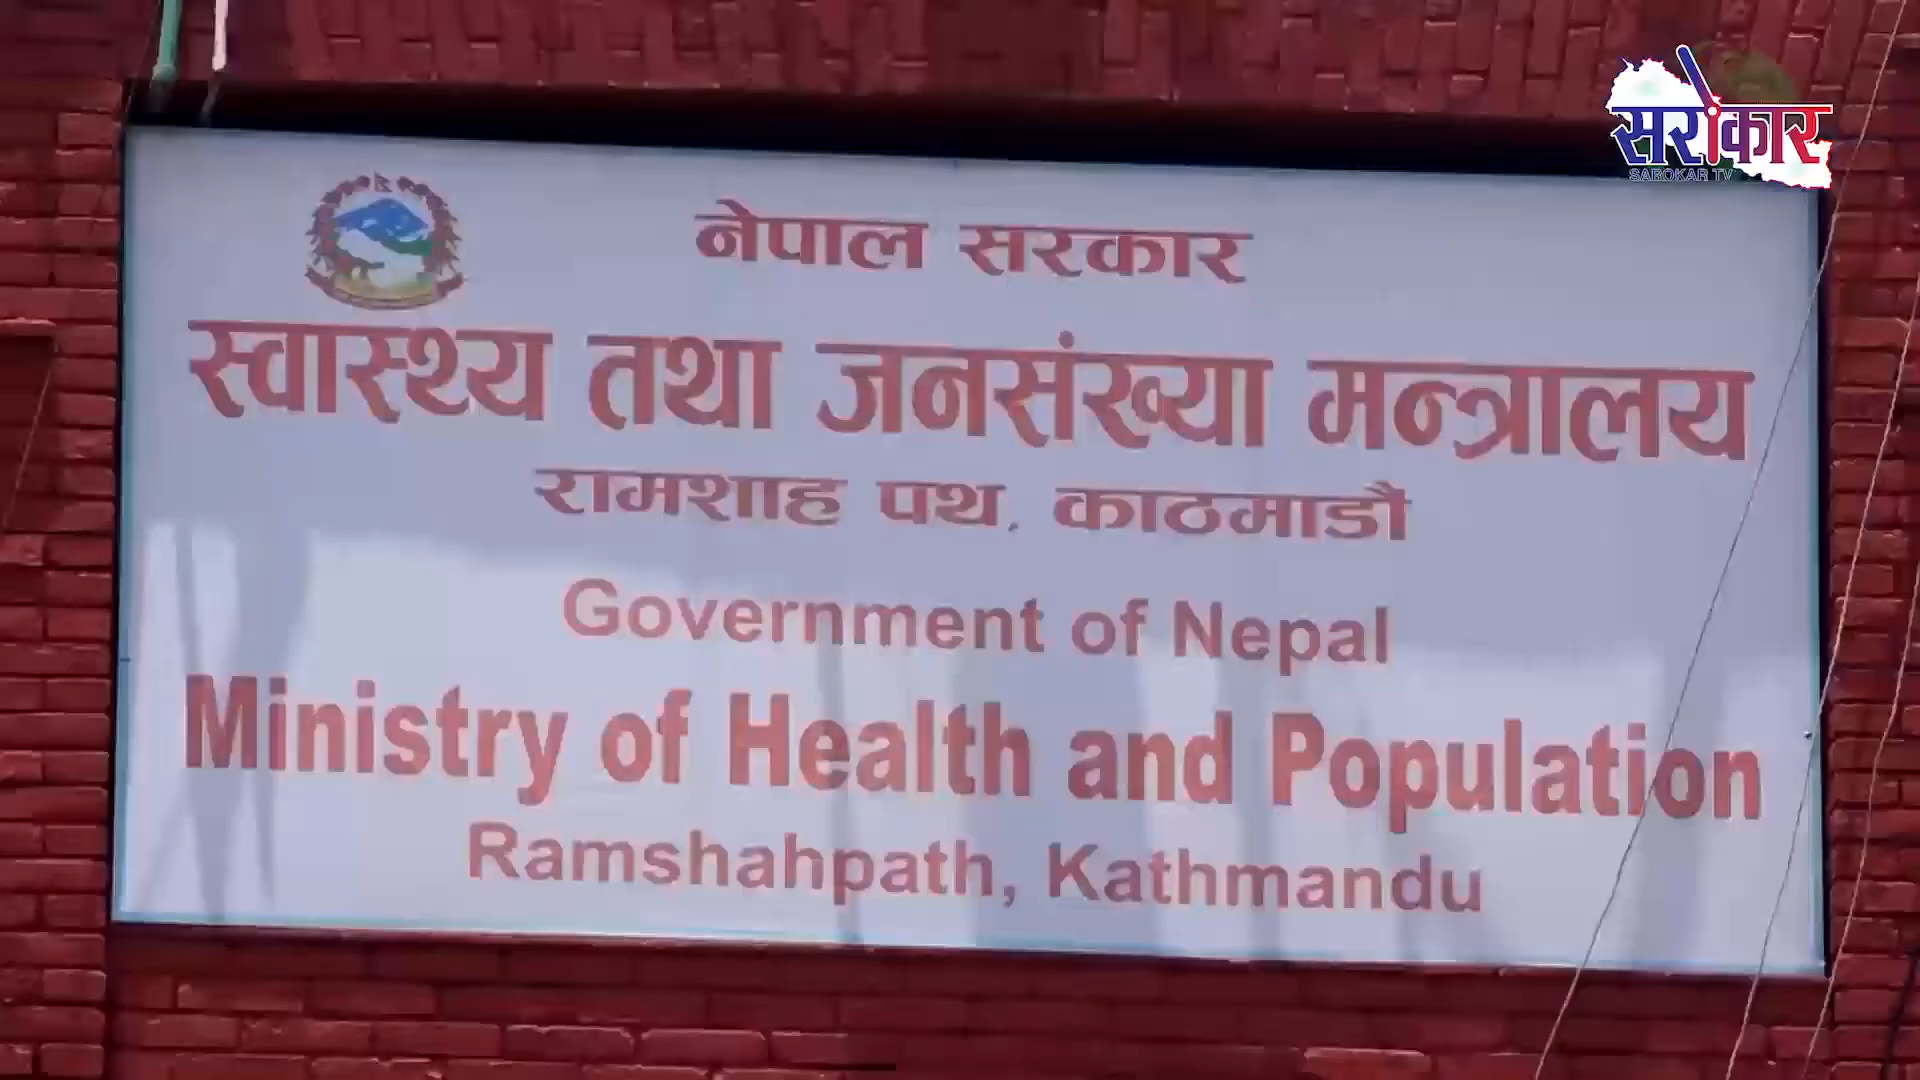 सरोकार
SAROKAR TV
नेपाल सरकार
स्वास्थ्य तथा जनसंख्या मन्त्रालय
रामशाह पथ, काठमाडौं
Government of Nepal
Ministry of Health and Population
Ramshahpath, Kathmandu